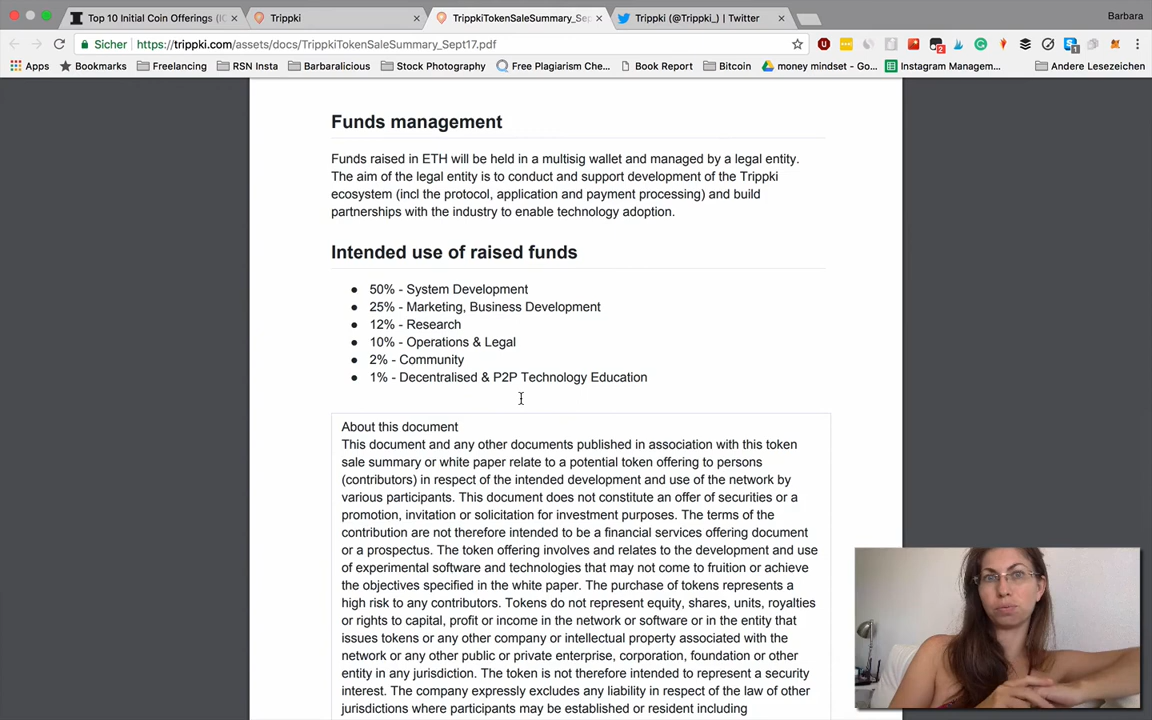 Top 10 Initial Coin Offerings (I
Trippki
TrippkiTokenSaleSummary_Sep
Trippki (@Trippki_) | Twitter
Barbara
Sicher
https://trippki.com/assets/docs/TrippkiTokenSaleSummary_Sept17.pdf
Apps
Bookmarks
Freelancing
RSN Insta
Barbaralicious
Stock Photography
Free Plagiarism Che...
Book Report
Bitcoin
money mindset - Go...
Instagram Managem...
Andere Lesezeichen
Funds management
Funds raised in ETH will be held in a multisig wallet and managed by a legal entity.
The aim of the legal entity is to conduct and support development of the Trippki
ecosystem (incl the protocol, application and payment processing) and build
partnerships with the industry to enable technology adoption.
Intended use of raised funds
● 50% - System Development
● 25% - Marketing, Business Development
● 12% - Research
● 10% - Operations & Legal
● 2% - Community
● 1% - Decentralised & P2P Technology Education
About this document
This document and any other documents published in association with this token
sale summary or white paper relate to a potential token offering to persons
(contributors) in respect of the intended development and use of the network by
various participants. This document does not constitute an offer of securities or a
promotion, invitation or solicitation for investment purposes. The terms of the
contribution are not therefore intended to be a financial services offering document
or a prospectus. The token offering involves and relates to the development and use
of experimental software and technologies that may not come to fruition or achieve
the objectives specified in the white paper. The purchase of tokens represents a
high risk to any contributors. Tokens do not represent equity, shares, units, royalties
or rights to capital, profit or income in the network or software or in the entity that
issues tokens or any other company or intellectual property associated with the
network or any other public or private enterprise, corporation, foundation or other
entity in any jurisdiction. The token is not therefore intended to represent a security
interest. The company expressly excludes any liability in respect of the law of other
jurisdictions where participants may be established or resident including